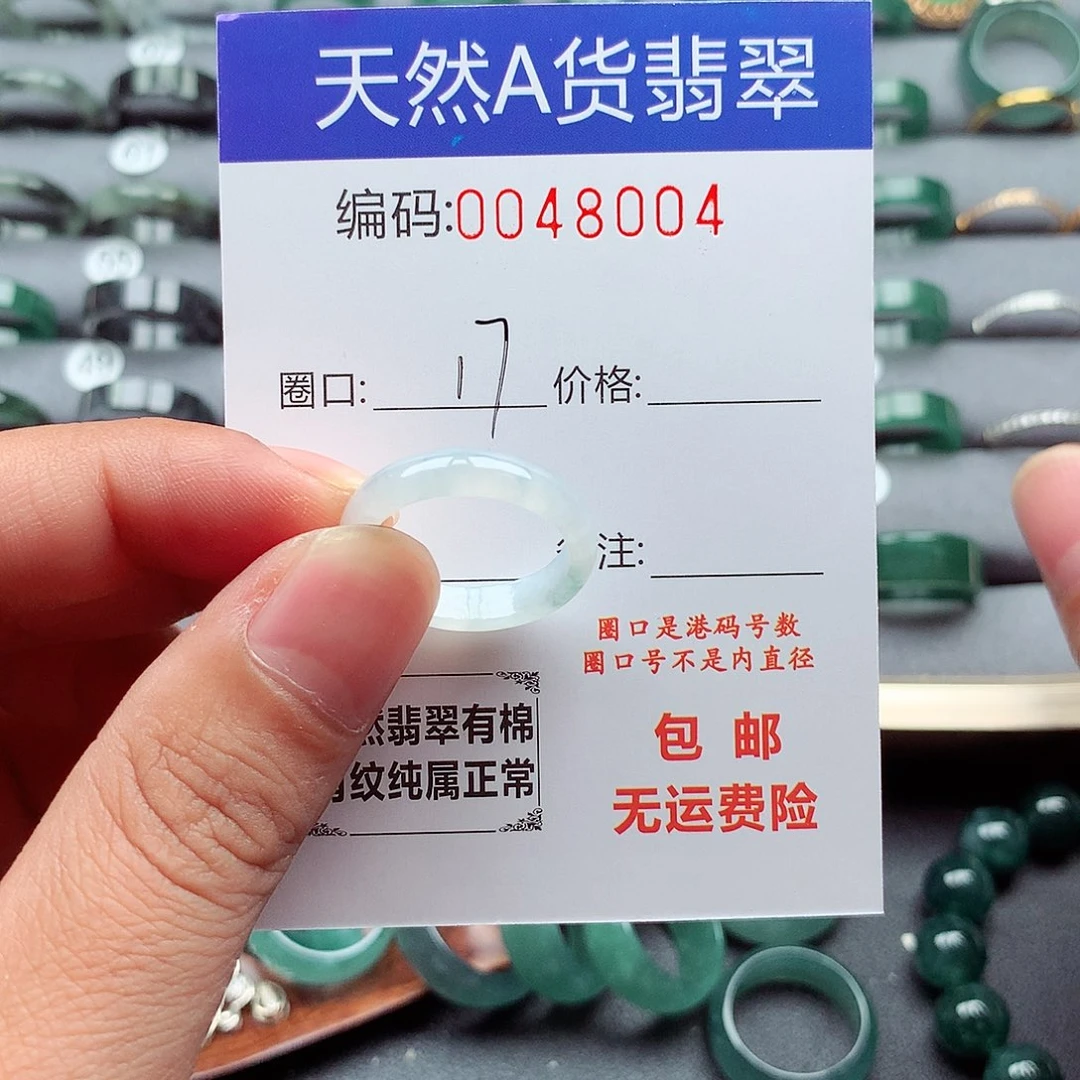 天然A货翡翠
编码:0048004
圈口: 17 价格:
注:
圈口是港码号数
圈口号不是内直径
然翡翠有棉
纹纯属正常
包 邮
无运费险